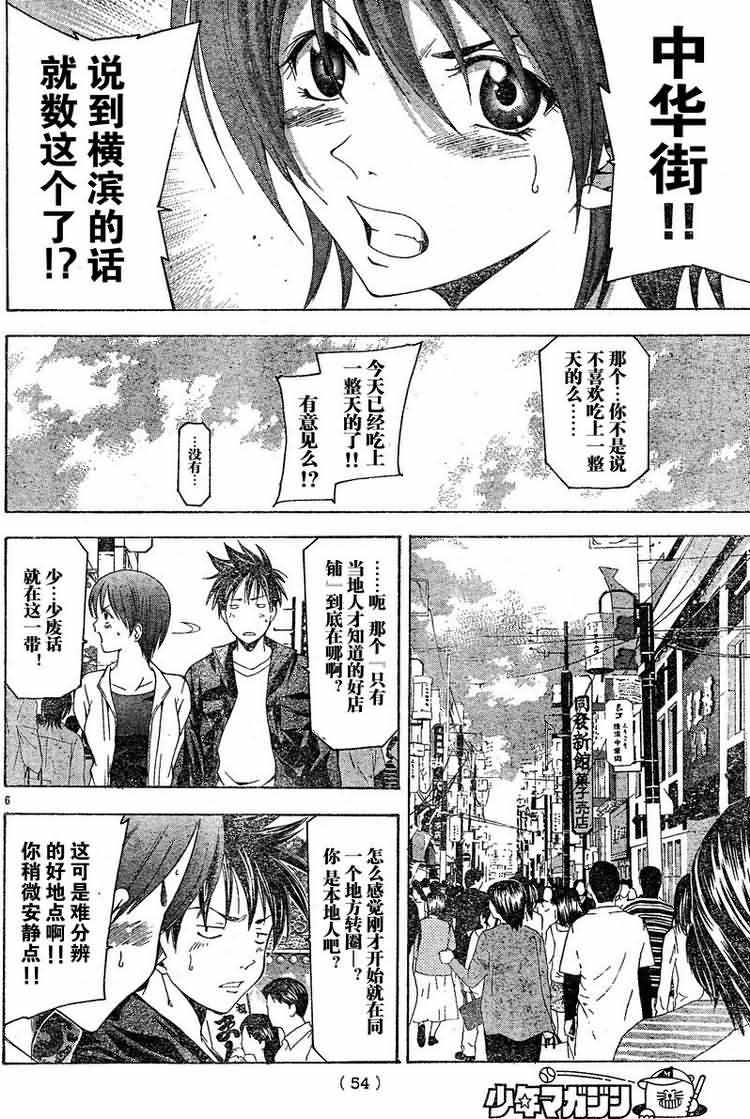 中华街!!
说到横滨的话
就数这个了!?
那个…你不是说
不喜欢吃上一整
天的么……
今天已经吃上
一整天的了!!
有意见么!?
…没有…
……呃 那个『只有
当地人才知道的好店
铺』到底在哪啊？
少…少废话
就在这一带！
同發新館
菓子売店
怎么感觉刚才开始就在同
一个地方转圈—？
你 是本地人吧？
这可是难分辨
的好地点啊!!
你稍微安静点!!
6
( 54 )
少年マガジン